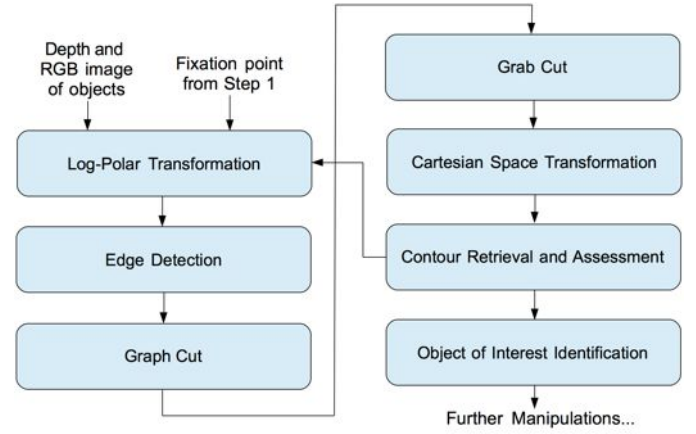 Depth and
RGB image
of objects
Fixation point
from Step 1
Log-Polar Transformation
Edge Detection
Graph Cut
Grab Cut
Cartesian Space Transformation
Contour Retrieval and Assessment
Object of Interest Identification
Further Manipulations...